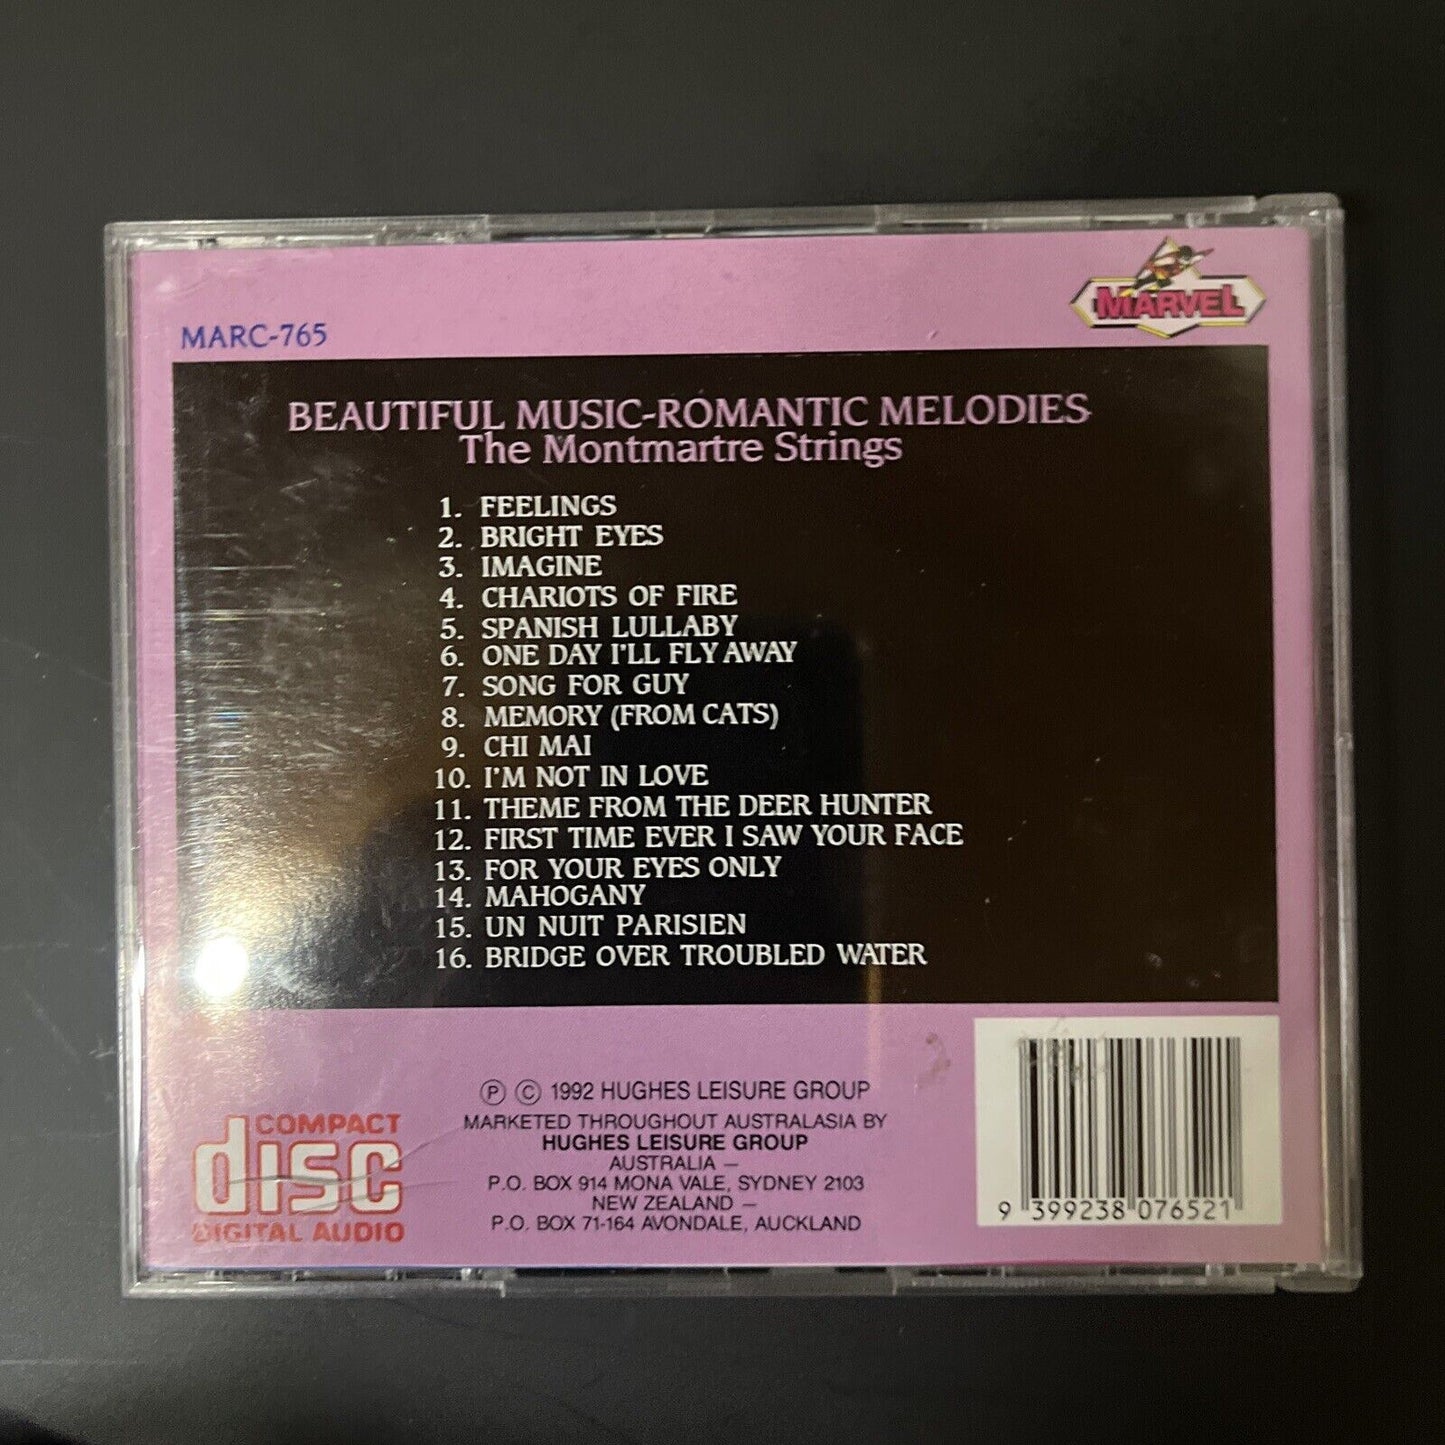 MARVEL
MARC-765
BEAUTIFUL MUSIC-ROMANTIC MELODIES
The Montmartre Strings
1. FEELINGS
2. BRIGHT EYES
3. IMAGINE
4. CHARIOTS OF FIRE
5. SPANISH LULLABY
6. ONE DAY I'LL FLY AWAY
7. SONG FOR GUY
8. MEMORY (FROM CATS)
9. CHI MAI
10. I'M NOT IN LOVE
11. THEME FROM THE DEER HUNTER
12. FIRST TIME EVER I SAW YOUR FACE
13. FOR YOUR EYES ONLY
14. MAHOGANY
15. UN NUIT PARISIEN
16. BRIDGE OVER TROUBLED WATER
Ⓟ Ⓒ 1992 HUGHES LEISURE GROUP
MARKETED THROUGHOUT AUSTRALASIA BY
HUGHES LEISURE GROUP
AUSTRALIA —
P.O. BOX 914 MONA VALE, SYDNEY 2103
NEW ZEALAND —
P.O. BOX 71-164 AVONDALE, AUCKLAND
COMPACT
disc
DIGITAL AUDIO
9 399238 076521